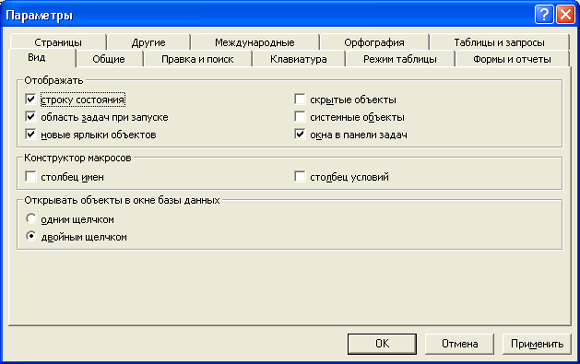 Параметры
Страницы Другие Международные Орфография Таблицы и запросы
Вид Общие Правка и поиск Клавиатура Режим таблицы Формы и отчеты
Отображать
строку состояния скрытые объекты
область задач при запуске системные объекты
новые ярлыки объектов окна в панели задач
Конструктор макросов
столбец имен столбец условий
Открывать объекты в окне базы данных
одним щелчком
двойным щелчком
OK Отмена Применить